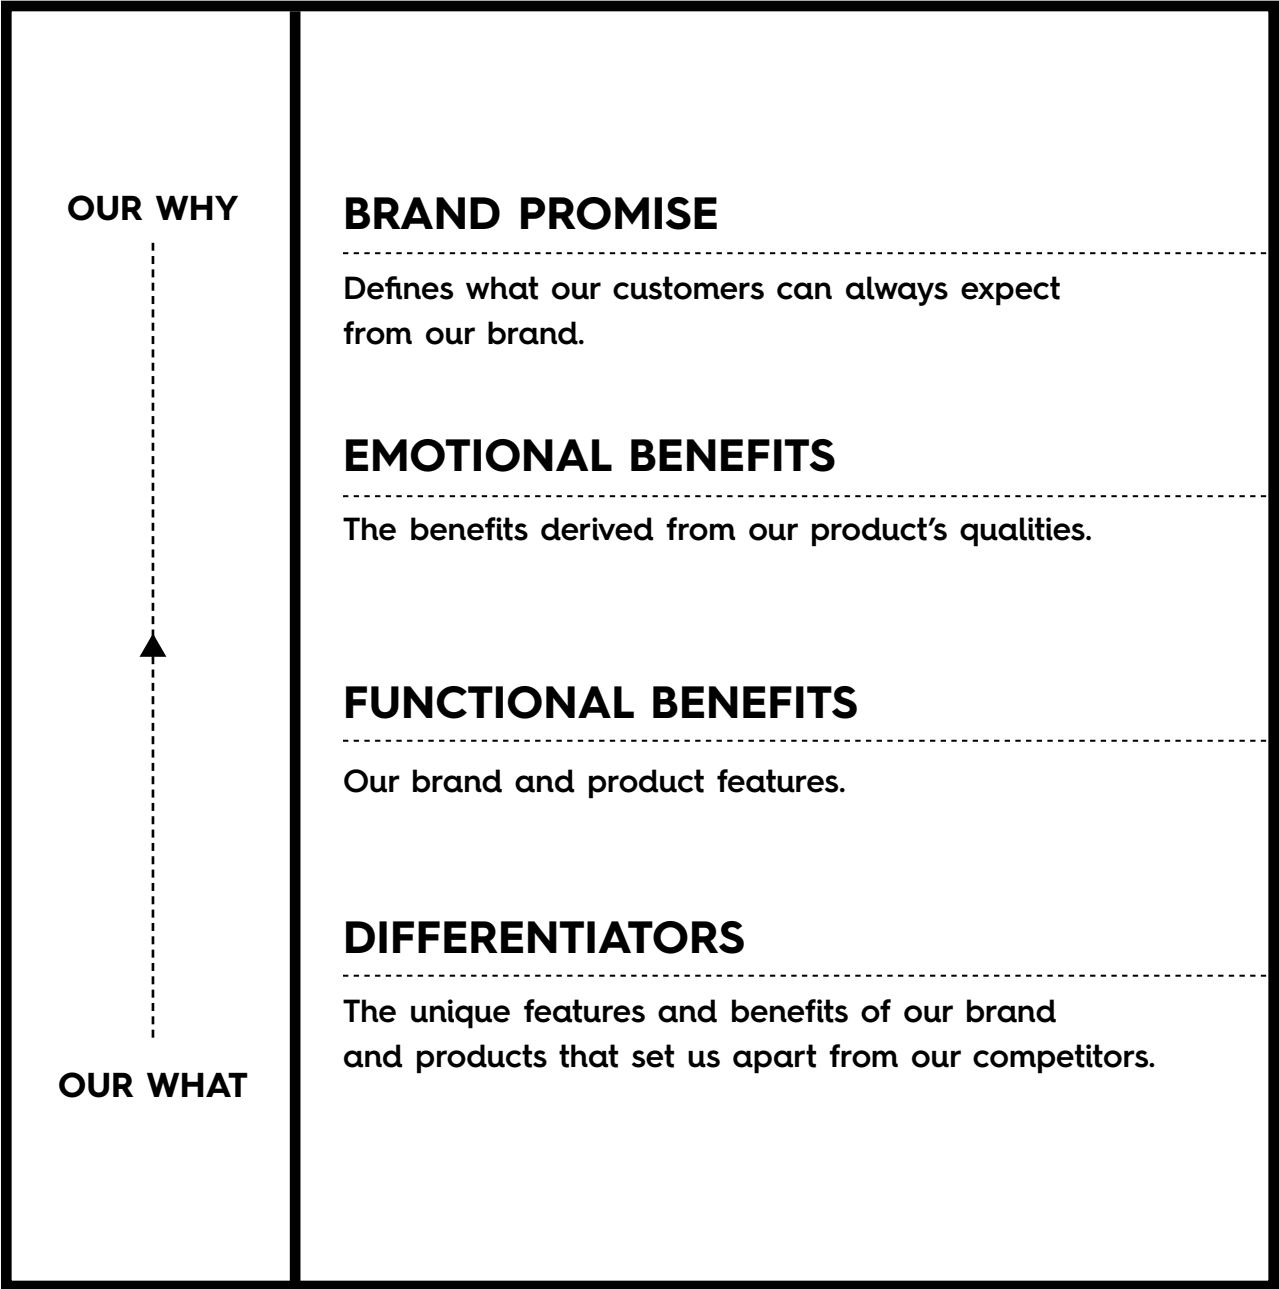 OUR WHY
OUR WHAT
BRAND PROMISE
Defines what our customers can always expect
from our brand.
EMOTIONAL BENEFITS
The benefits derived from our product’s qualities.
FUNCTIONAL BENEFITS
Our brand and product features.
DIFFERENTIATORS
The unique features and benefits of our brand
and products that set us apart from our competitors.